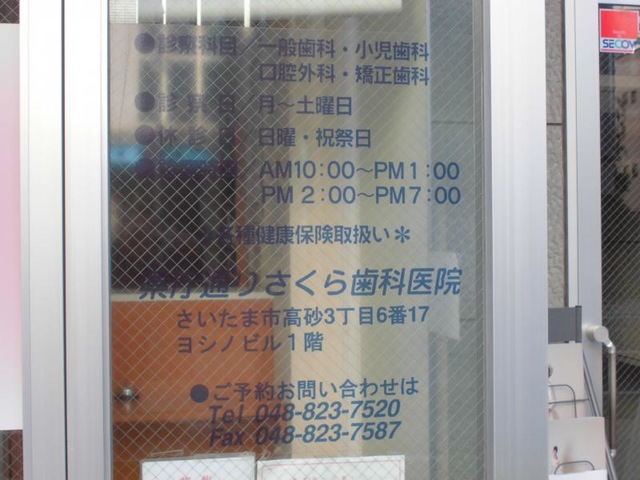 ●診療科目／一般歯科・小児歯科
口腔外科・矯正歯科
●診療日／月～土曜日
●休診日／日曜・祝祭日
AM10:00～PM1:00
PM2:00～PM7:00
＊各種健康保険取扱い＊
県庁通りさくら歯科医院
さいたま市高砂3丁目6番17
ヨシノビル1階
●ご予約お問い合わせは
Tel 048-823-7520
Fax 048-823-7587
SECOM